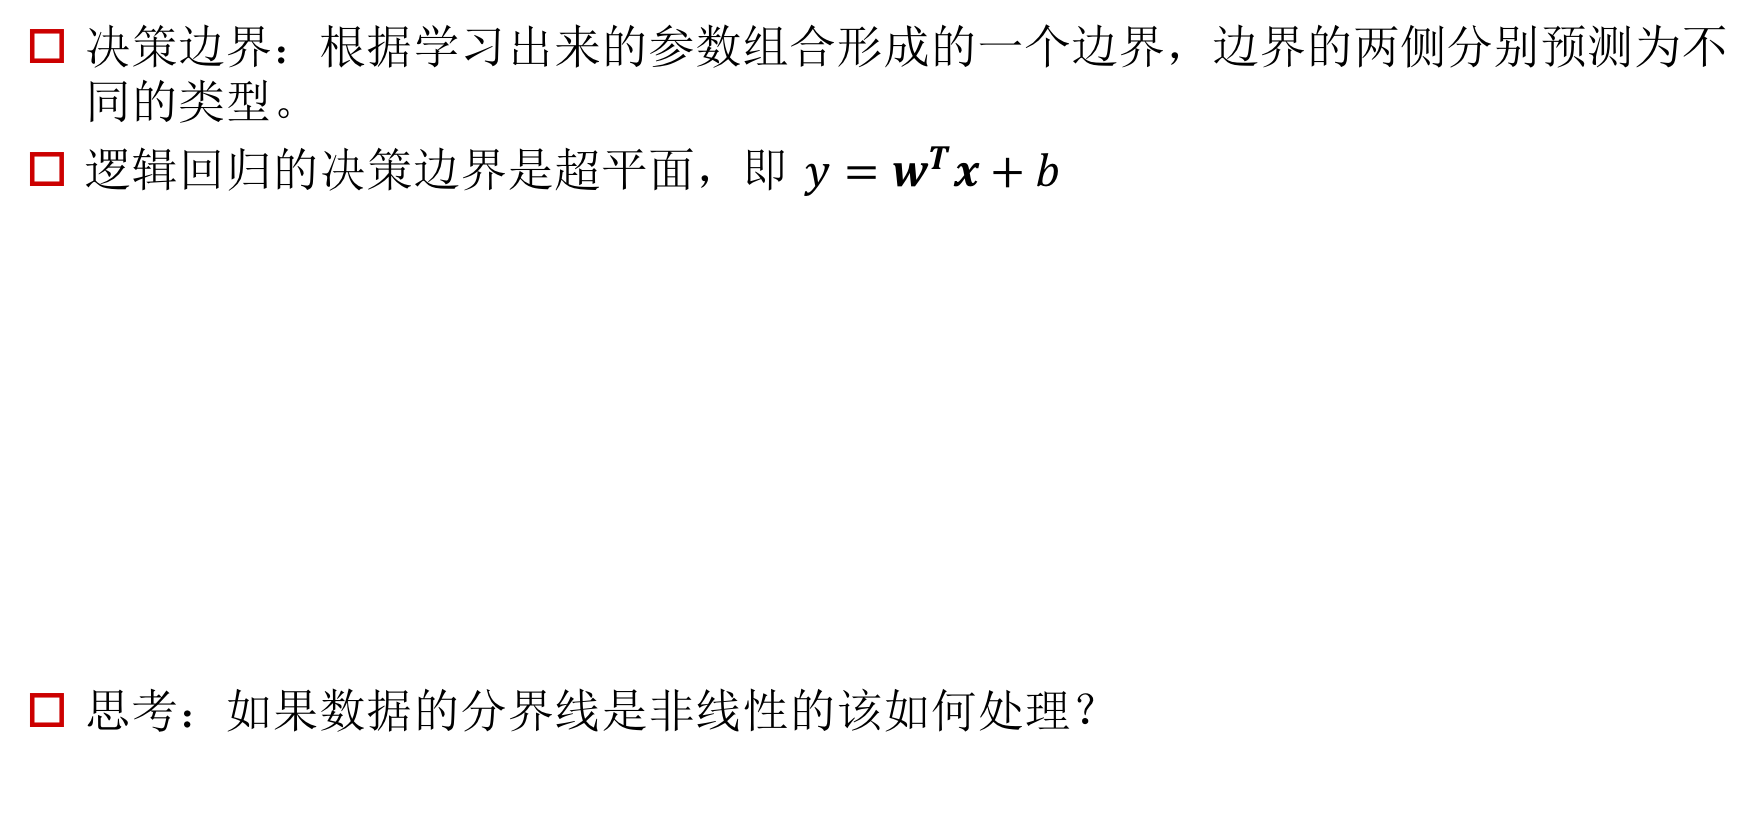 决策边界：根据学习出来的参数组合形成的一个边界，边界的两侧分别预测为不
同的类型。
逻辑回归的决策边界是超平面，即 y = wᵀx + b
思考：如果数据的分界线是非线性的该如何处理？